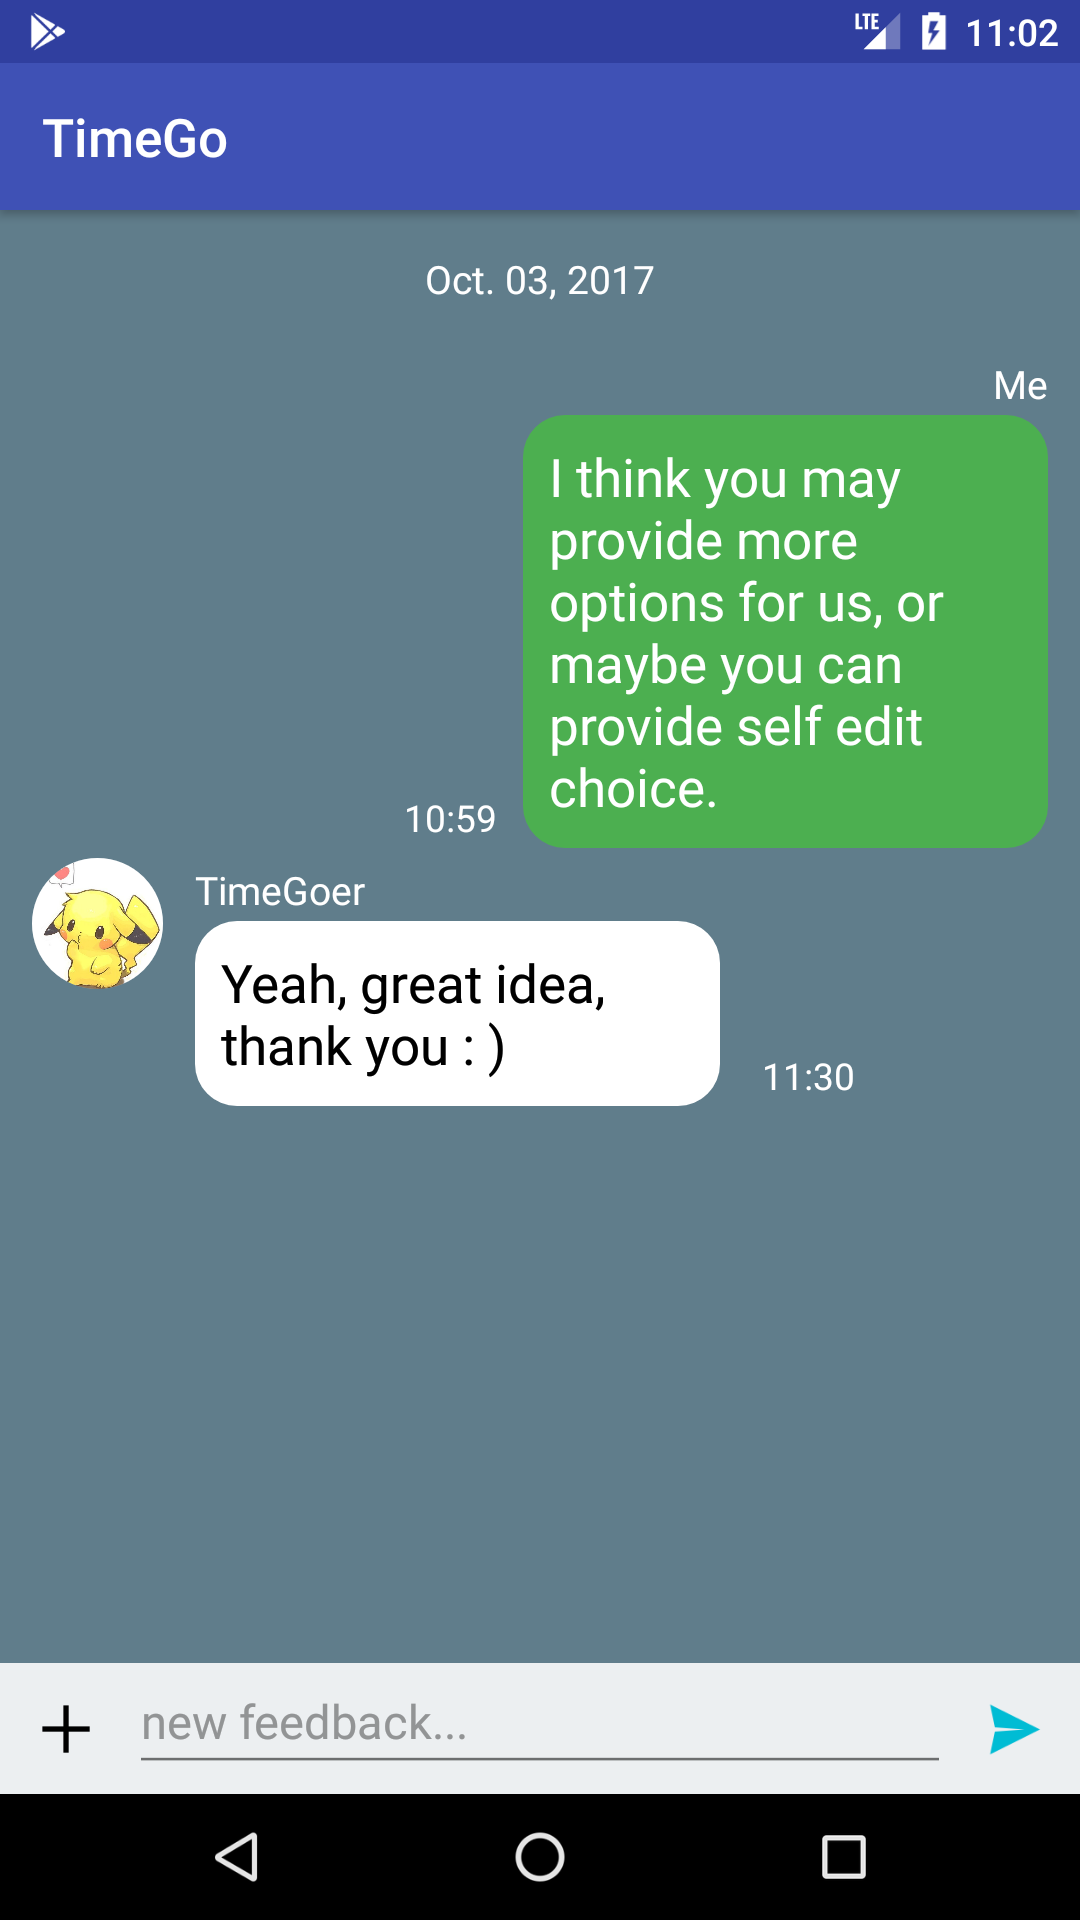 LTE 11:02
TimeGo
Oct. 03, 2017
Me
I think you may
provide more
options for us, or
maybe you can
provide self edit
choice.
10:59
TimeGoer
Yeah, great idea,
thank you : )
11:30
new feedback...